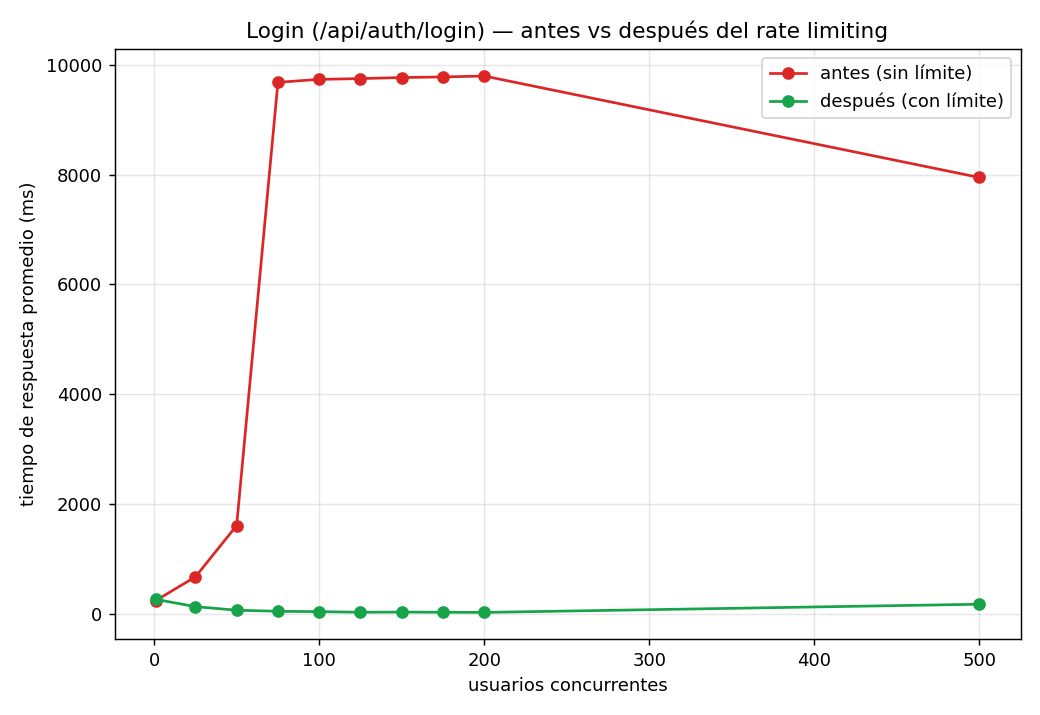 Login (/api/auth/login) — antes vs después del rate limiting
antes (sin límite)
después (con límite)
tiempo de respuesta promedio (ms)
10000
8000
6000
4000
2000
0
0 100 200 300 400 500
usuarios concurrentes